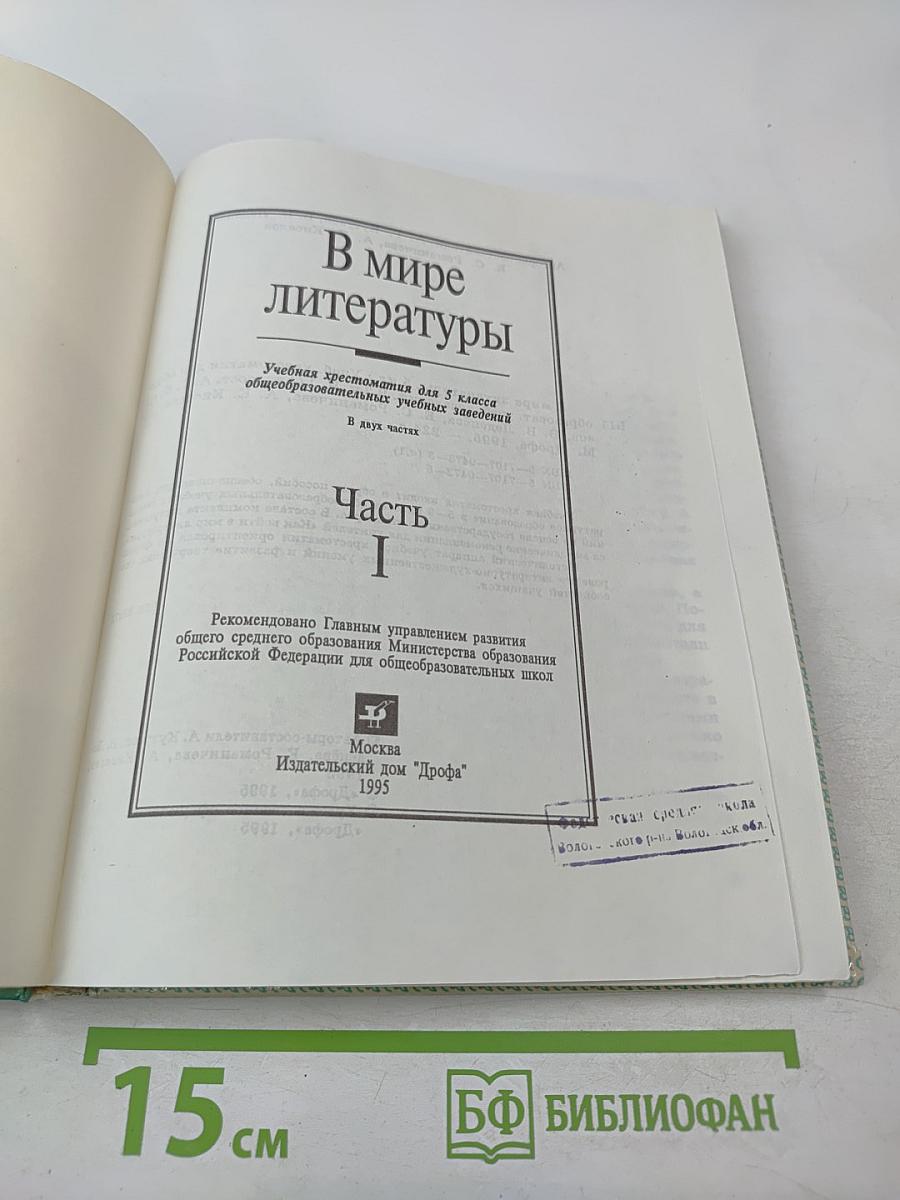 В мире
литературы
Учебная хрестоматия для 5 класса
общеобразовательных учебных заведений
В двух частях
Часть
I
Рекомендовано Главным управлением развития
общего среднего образования Министерства образования
Российской Федерации для общеобразовательных школ
Москва
Издательский дом "Дрофа"
1995
15 см
БФ БИБЛИОФАН